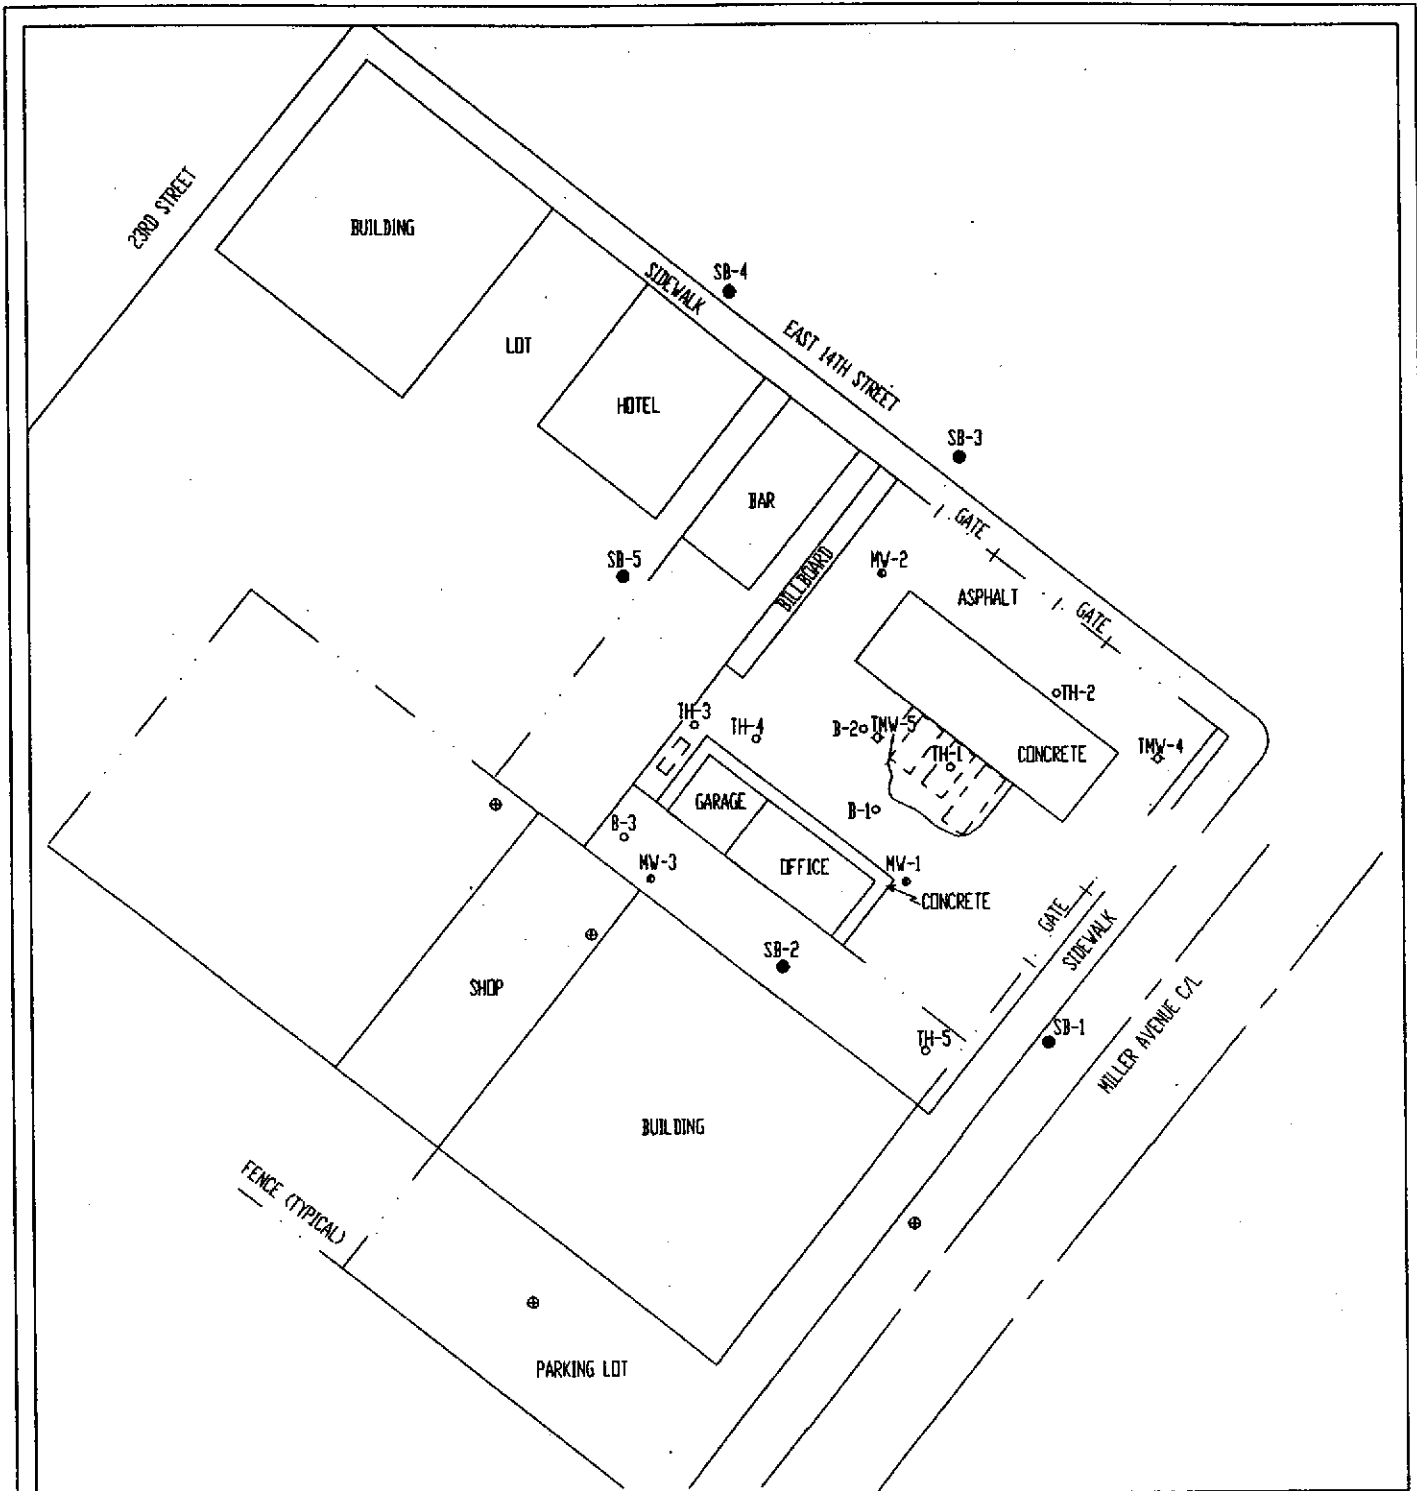 23RD STREET
BUILDING
SIDEWALK
SB-4
LOT
EAST 14TH STREET
HOTEL
SB-3
BAR
GATE
SB-5
BILLBOARD
MW-2
ASPHALT
GATE
TH-2
TH-3
TH-4
B-2
TMW-5
TH-1
CONCRETE
TMW-4
GARAGE
B-1
B-3
MW-3
OFFICE
MW-1
CONCRETE
GATE
SIDEWALK
SB-2
SHOP
TH-5
SB-1
MILLER AVENUE C/L
BUILDING
FENCE (TYPICAL)
PARKING LOT